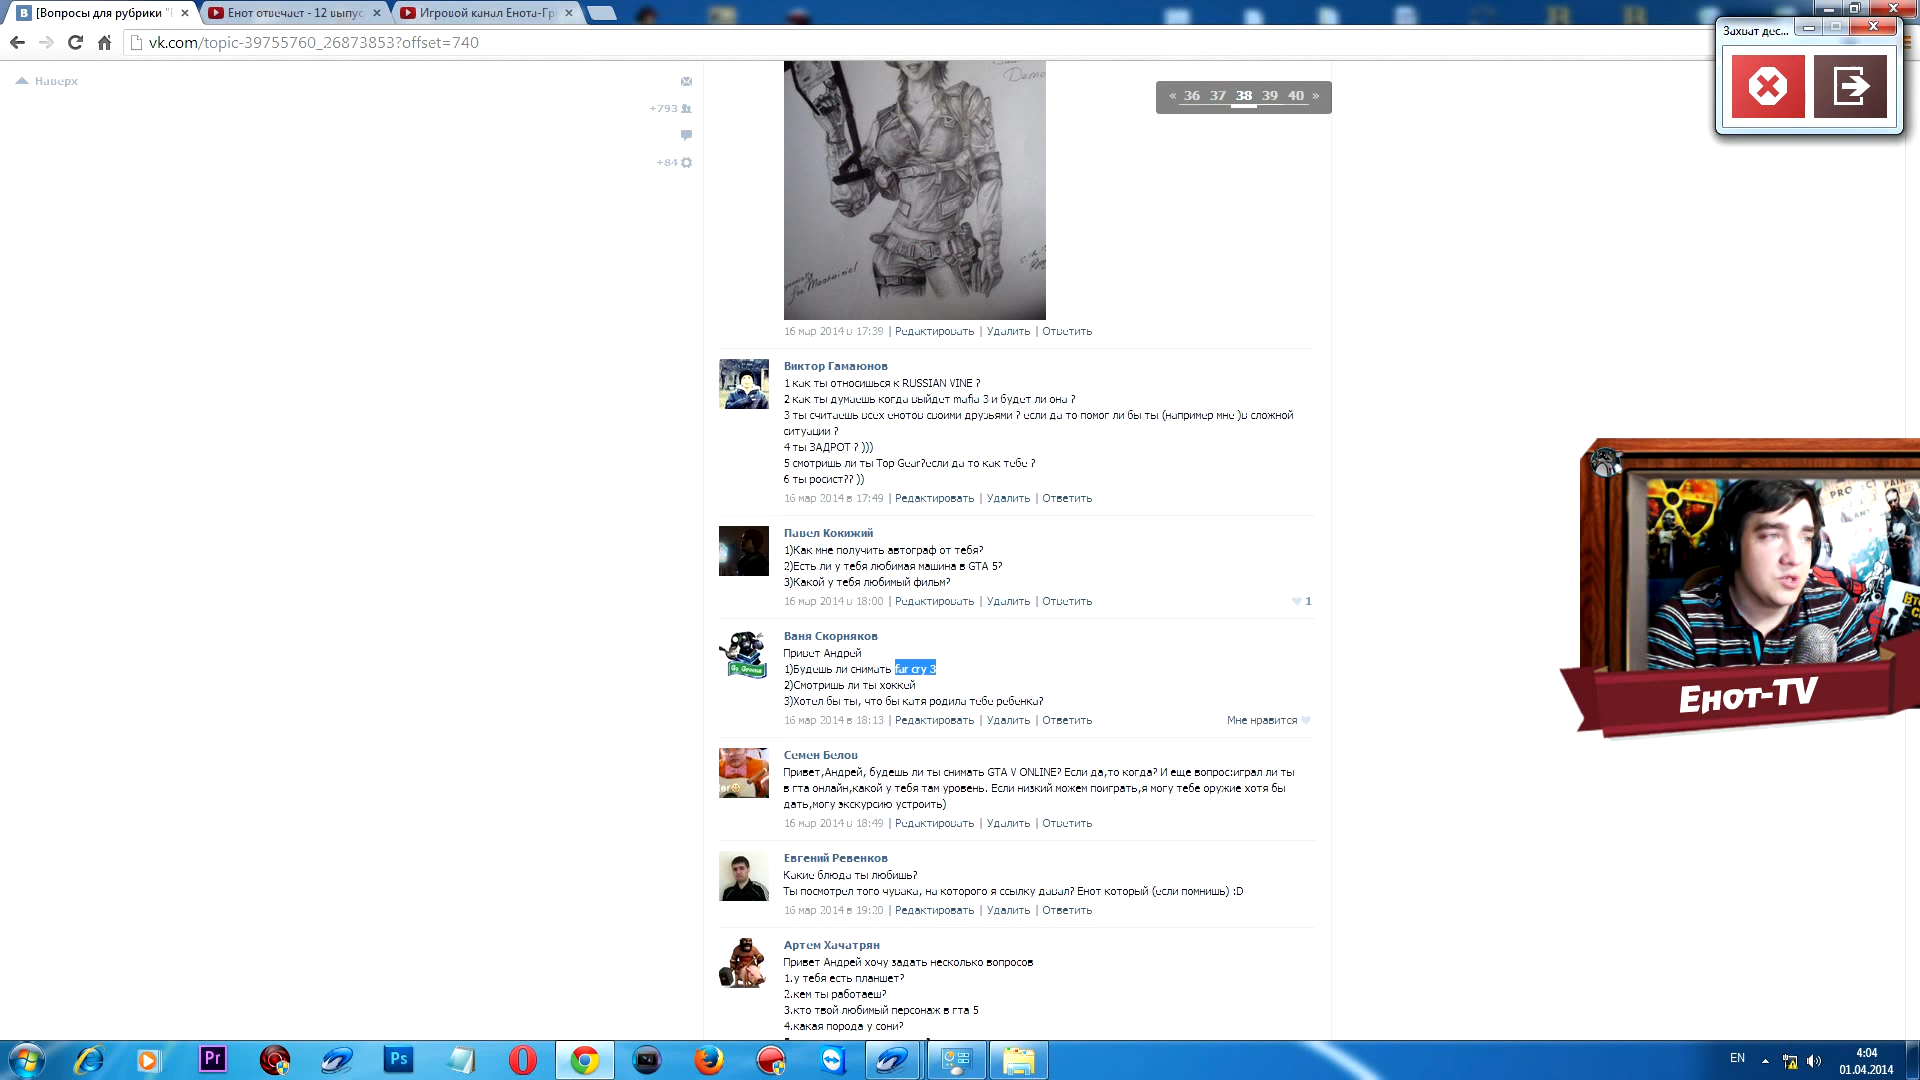 [Вопросы для рубрики "
Енот отвечает - 12 выпус
Игровой канал Енота-Гр
vk.com/topic-39755760_26873853?offset=740
Захват дес...
Наверх
+793
+84
« 36 37 38 39 40 »
16 мар 2014 в 17:39 | Редактировать | Удалить | Ответить
Виктор Гамаюнов
1 как ты относишься к RUSSIAN VINE ?
2 как ты думаешь когда выйдет mafia 3 и будет ли она ?
3 ты считаешь всех енотов своими друзьями ? если да то помог ли бы ты (например мне )в сложной
ситуации ?
4 ты ЗАДРОТ ? )))
5 смотришь ли ты Top Gear?если да то как тебе ?
6 ты росист?? ))
16 мар 2014 в 17:49 | Редактировать | Удалить | Ответить
Павел Кокижий
1)Как мне получить автограф от тебя?
2)Есть ли у тебя любимая машина в GTA 5?
3)Какой у тебя любимый фильм?
16 мар 2014 в 18:00 | Редактировать | Удалить | Ответить
1
Ваня Скорняков
Привет Андрей
1)Будешь ли снимать far cry 3
2)Смотришь ли ты хоккей
3)Хотел бы ты, что бы катя родила тебе ребенка?
16 мар 2014 в 18:13 | Редактировать | Удалить | Ответить
Мне нравится
Семен Белов
Привет,Андрей, будешь ли ты снимать GTA V ONLINE? Если да,то когда? И еще вопрос:играл ли ты
в гта онлайн,какой у тебя там уровень. Если низкий можем поиграть,я могу тебе оружие хотя бы
дать,могу экскурсию устроить)
16 мар 2014 в 18:49 | Редактировать | Удалить | Ответить
Евгений Ревенков
Какие блюда ты любишь?
Ты посмотрел того чувака, на которого я ссылку давал? Енот который (если помнишь) :D
16 мар 2014 в 19:20 | Редактировать | Удалить | Ответить
Артем Хачатрян
Привет Андрей хочу задать несколько вопросов
1.у тебя есть планшет?
2.кем ты работаеш?
3.кто твой любимый персонаж в гта 5
4.какая порода у сони?
Енот-TV
EN
4:04
01.04.2014